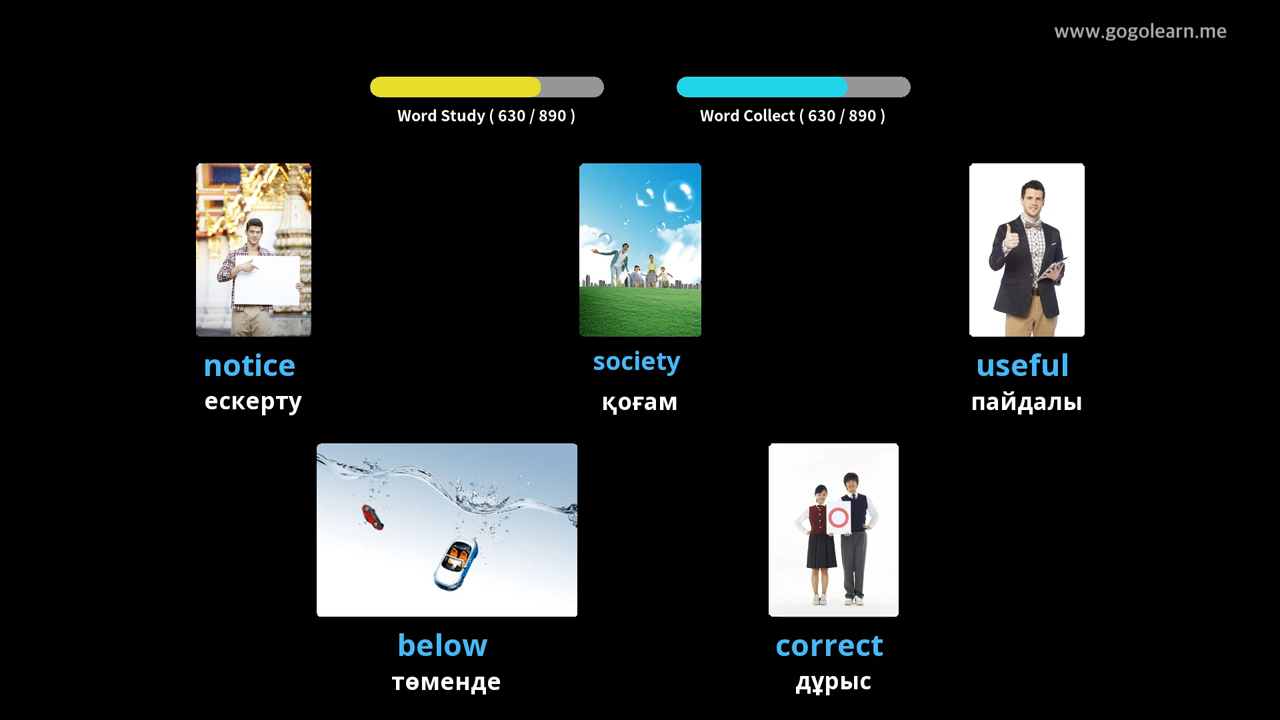 www.gogolearn.me
Word Study ( 630 / 890 )
Word Collect ( 630 / 890 )
notice
ескерту
society
қоғам
useful
пайдалы
below
төменде
correct
дұрыс